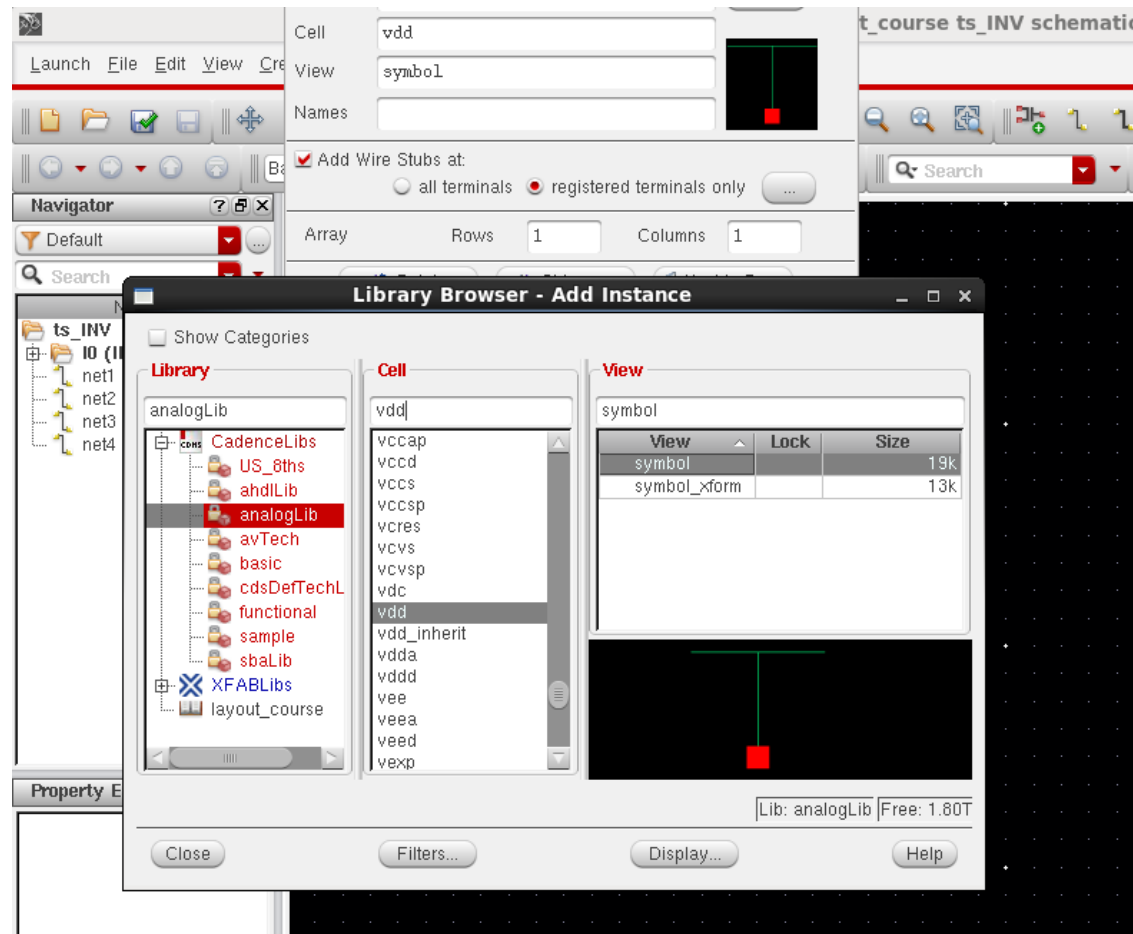 Cell vdd
t_course ts_INV schematic
Launch File Edit View Cre
View symbol
Names
Add Wire Stubs at:
all terminals registered terminals only ...
Search
Navigator
Array Rows 1 Columns 1
Default ...
Search
Library Browser - Add Instance
ts_INV
I0 (I
net1
net2
net3
net4
Show Categories
Library Cell View
analogLib vdd symbol
CDMS CadenceLibs
US_8ths
ahdlLib
analogLib
avTech
basic
cdsDefTechL
functional
sample
sbaLib
XFABLibs
layout_course
vccap
vccd
vccs
vccsp
vcres
vcvs
vcvsp
vdc
vdd
vdd_inherit
vdda
vddd
vee
veea
veed
vexp
View Lock Size
symbol 19k
symbol_xform 13k
Property E
Lib: analogLib Free: 1.80T
Close Filters... Display... Help